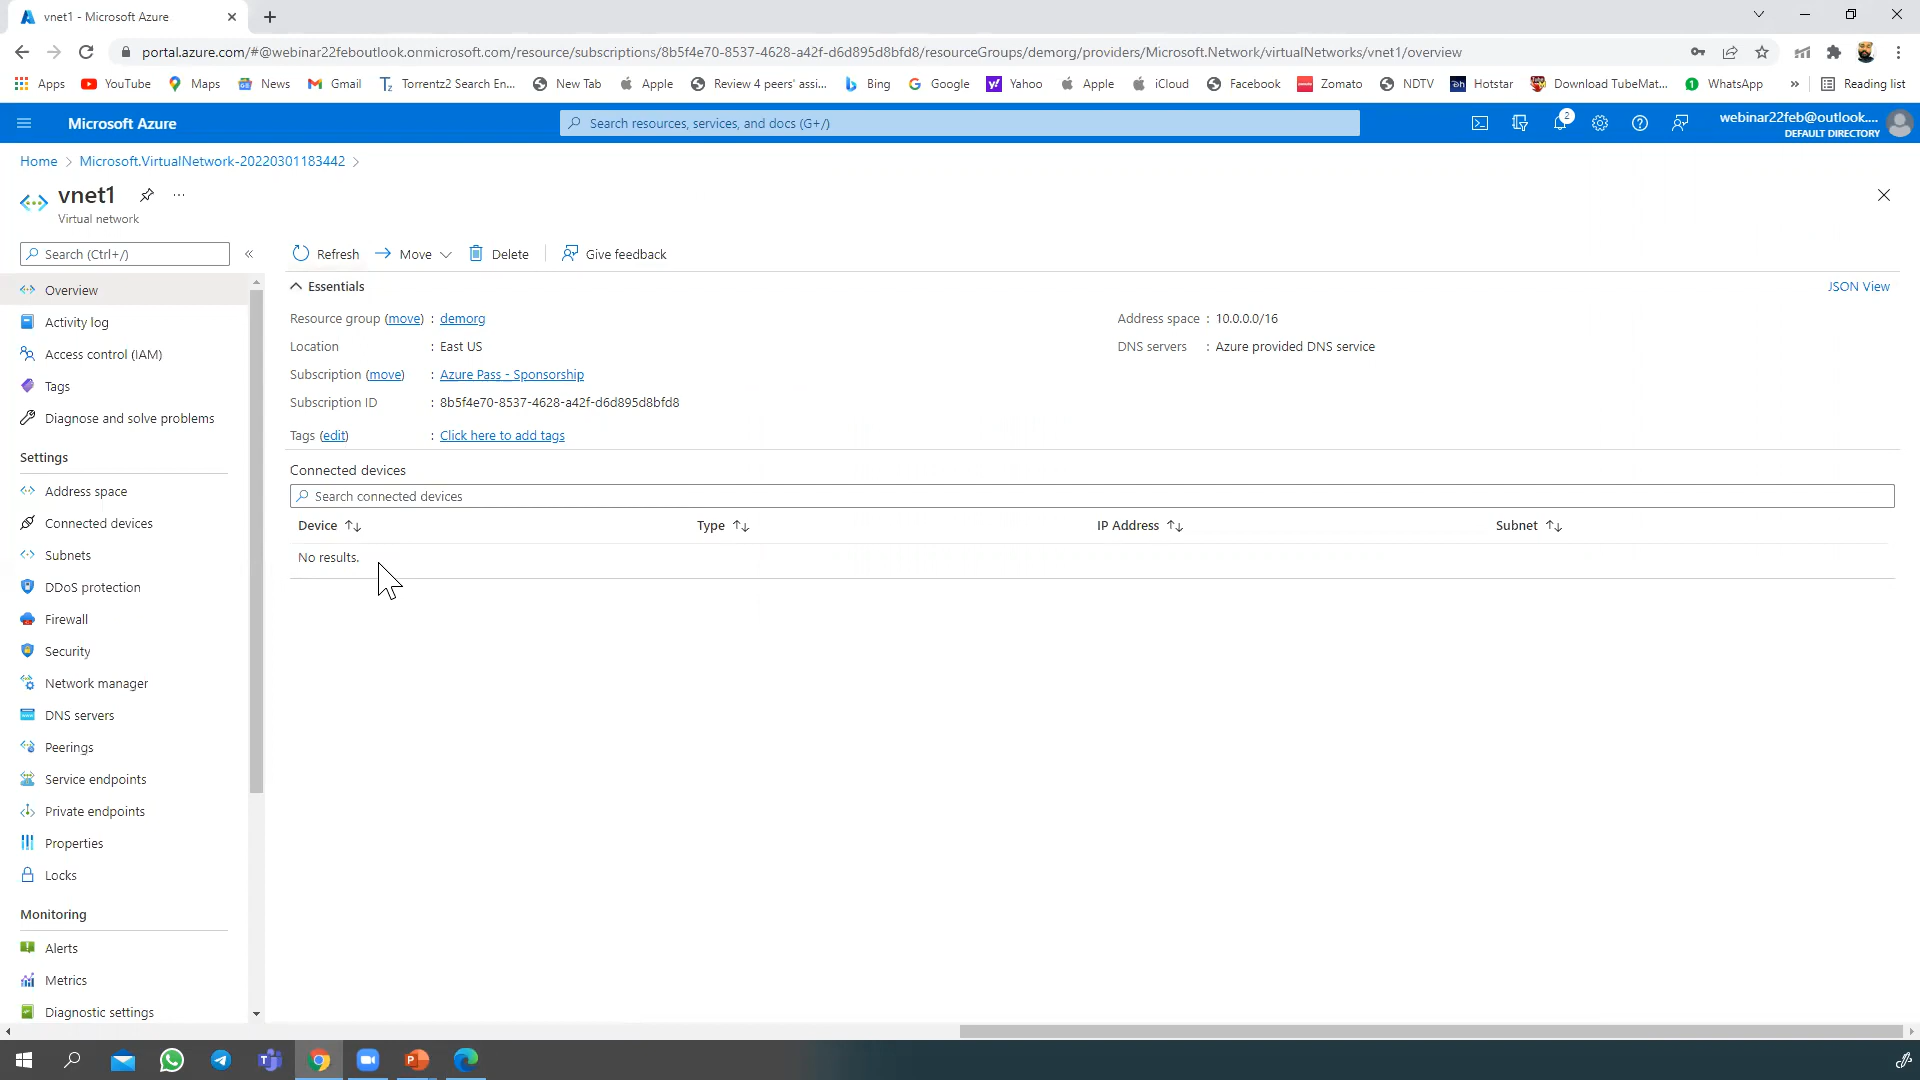 vnet1 - Microsoft Azure
portal.azure.com/#@webinar22feboutlook.onmicrosoft.com/resource/subscriptions/8b5f4e70-8537-4628-a42f-d6d895d8bfd8/resourceGroups/demorg/providers/Microsoft.Network/virtualNetworks/vnet1/overview
Apps YouTube Maps News Gmail Torrentz2 Search En... New Tab Apple Review 4 peers' assi... Bing Google Yahoo Apple iCloud Facebook Zomato NDTV Hotstar Download TubeMat... WhatsApp » Reading list
Microsoft Azure
Search resources, services, and docs (G+/)
2
webinar22feb@outlook....
DEFAULT DIRECTORY
Home > Microsoft.VirtualNetwork-20220301183442 >
vnet1 ...
Virtual network
Search (Ctrl+/) «
Refresh Move Delete Give feedback
Overview
Activity log
Access control (IAM)
Tags
Diagnose and solve problems
Settings
Address space
Connected devices
Subnets
DDoS protection
Firewall
Security
Network manager
DNS servers
Peerings
Service endpoints
Private endpoints
Properties
Locks
Monitoring
Alerts
Metrics
Diagnostic settings
Essentials
JSON View
Resource group (move) : demorg
Location : East US
Subscription (move) : Azure Pass - Sponsorship
Subscription ID : 8b5f4e70-8537-4628-a42f-d6d895d8bfd8
Tags (edit) : Click here to add tags
Address space : 10.0.0.0/16
DNS servers : Azure provided DNS service
Connected devices
Search connected devices
Device Type IP Address Subnet
No results.